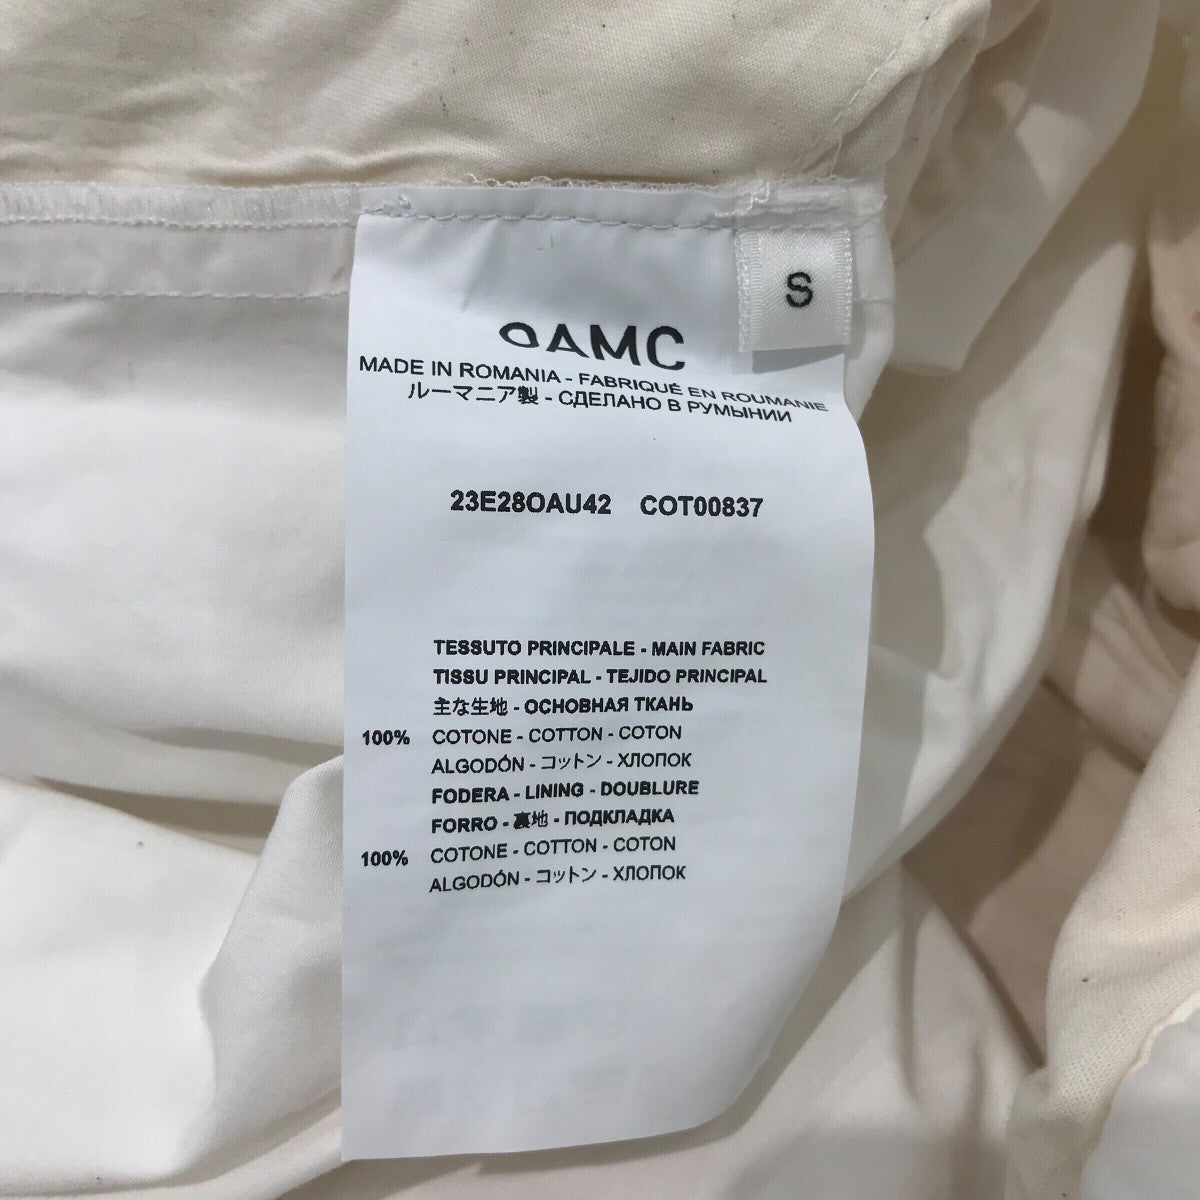 S
OAMC
MADE IN ROMANIA - FABRIQUÉ EN ROUMANIE
ルーマニア製 - СДЕЛАНО В РУМЫНИИ
23E28OAU42 COT00837
TESSUTO PRINCIPALE - MAIN FABRIC
TISSU PRINCIPAL - TEJIDO PRINCIPAL
主な生地 - ОСНОВНАЯ ТКАНЬ
100% COTONE - COTTON - COTON
ALGODÓN - コットン - ХЛОПОК
FODERA - LINING - DOUBLURE
FORRO - 裏地 - ПОДКЛАДКА
100% COTONE - COTTON - COTON
ALGODÓN - コットン - ХЛОПОК